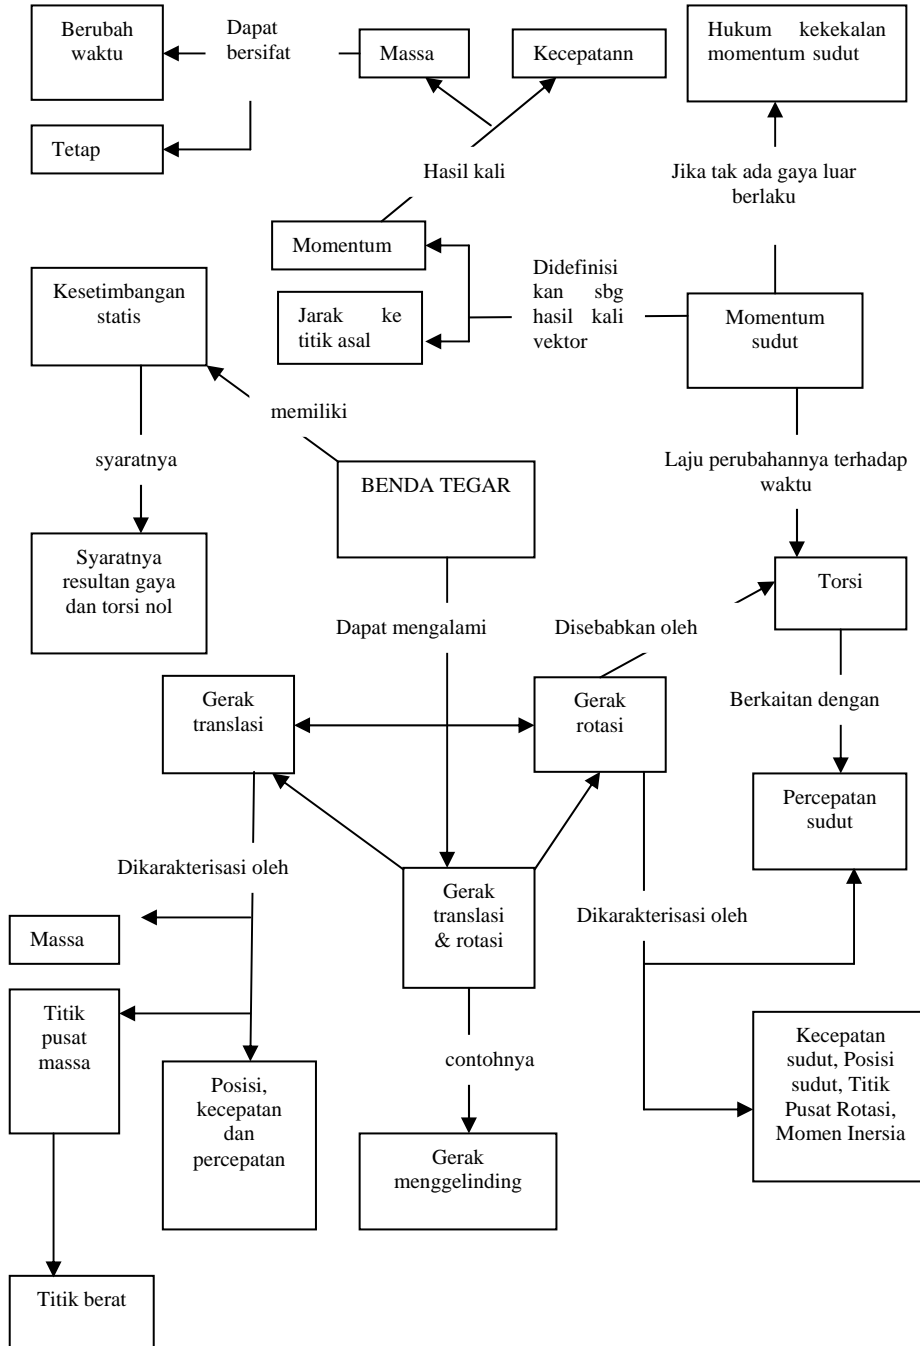 Berubah
waktu
Dapat
bersifat
Massa
Kecepatann
Hukum kekekalan
momentum sudut
Tetap
Hasil kali
Jika tak ada gaya luar
berlaku
Momentum
Kesetimbangan
statis
Jarak ke
titik asal
Didefinisi
kan sbg
hasil kali
vektor
Momentum
sudut
memiliki
syaratnya
BENDA TEGAR
Laju perubahannya terhadap
waktu
Syaratnya
resultan gaya
dan torsi nol
Torsi
Dapat mengalami
Disebabkan oleh
Gerak
translasi
Gerak
rotasi
Berkaitan dengan
Percepatan
sudut
Dikarakterisasi oleh
Gerak
translasi
& rotasi
Dikarakterisasi oleh
Massa
Titik
pusat
massa
contohnya
Kecepatan
sudut, Posisi
sudut, Titik
Pusat Rotasi,
Momen Inersia
Posisi,
kecepatan
dan
percepatan
Gerak
menggelinding
Titik berat